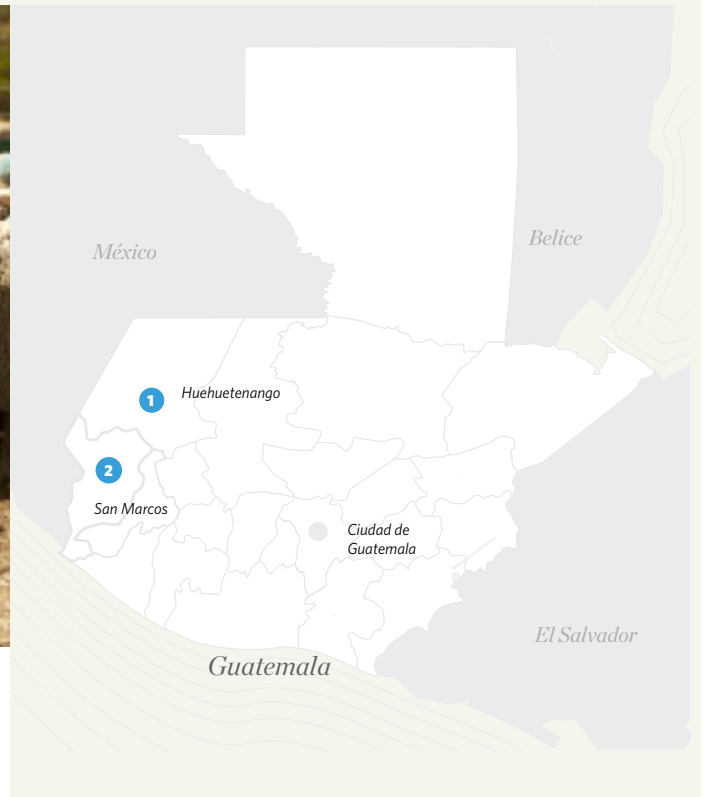 Belice
México
1
Huehuetenango
2
San Marcos
Ciudad de
Guatemala
El Salvador
Guatemala